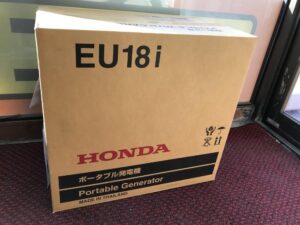 EU18i
HONDA
ポータブル発電機
Portable Generator
MADE IN THAILAND